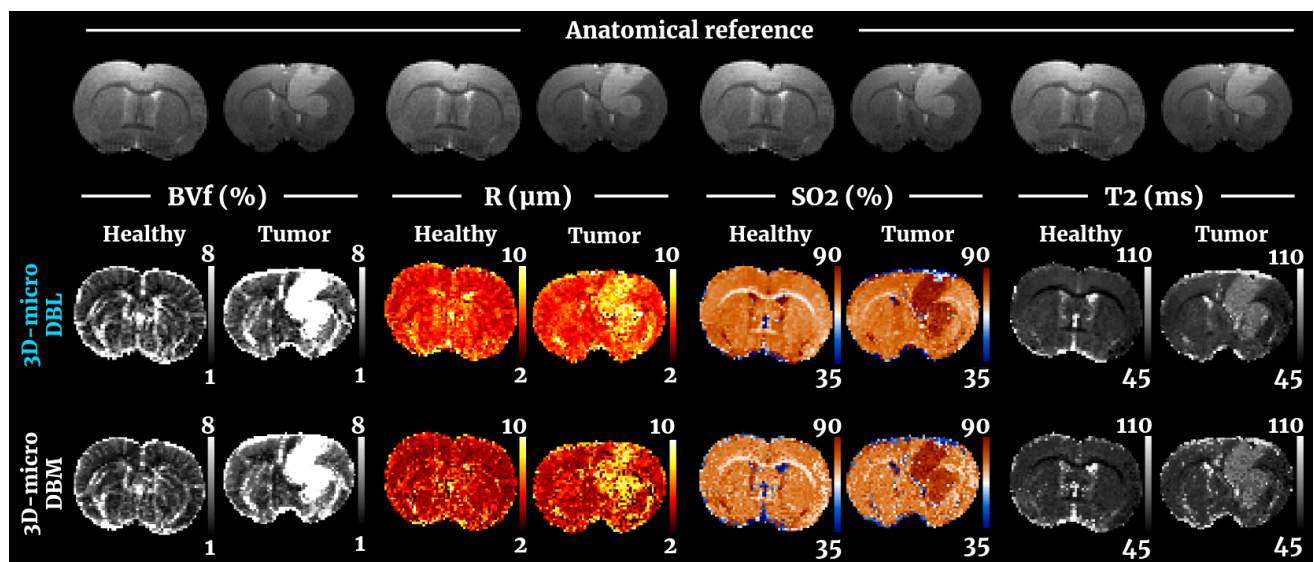 Anatomical reference
BVf (%) R (μm) SO2 (%) T2 (ms)
Healthy Tumor Healthy Tumor Healthy Tumor Healthy Tumor
3D-micro
DBL
8 8 10 10 90 90 110 110
1 1 2 2 35 35 45 45
3D-micro
DBM
8 8 10 10 90 90 110 110
1 1 2 2 35 35 45 45